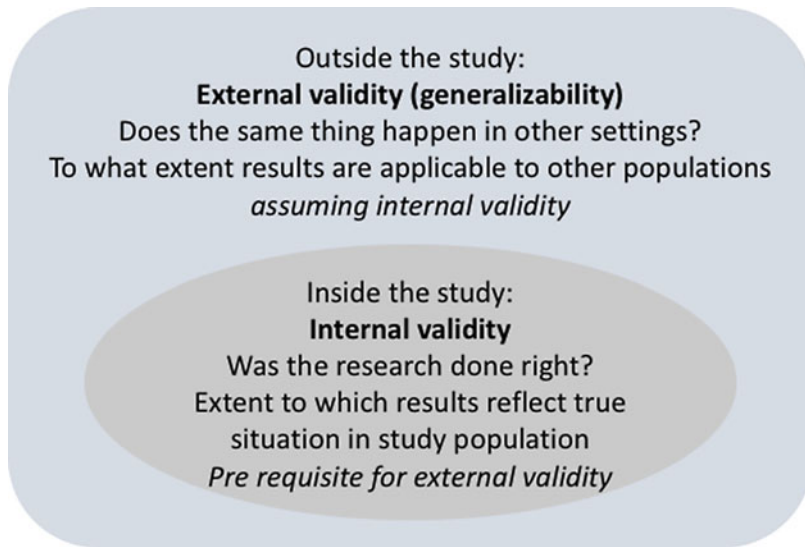 Outside the study:
External validity (generalizability)
Does the same thing happen in other settings?
To what extent results are applicable to other populations
assuming internal validity
Inside the study:
Internal validity
Was the research done right?
Extent to which results reflect true
situation in study population
Pre requisite for external validity